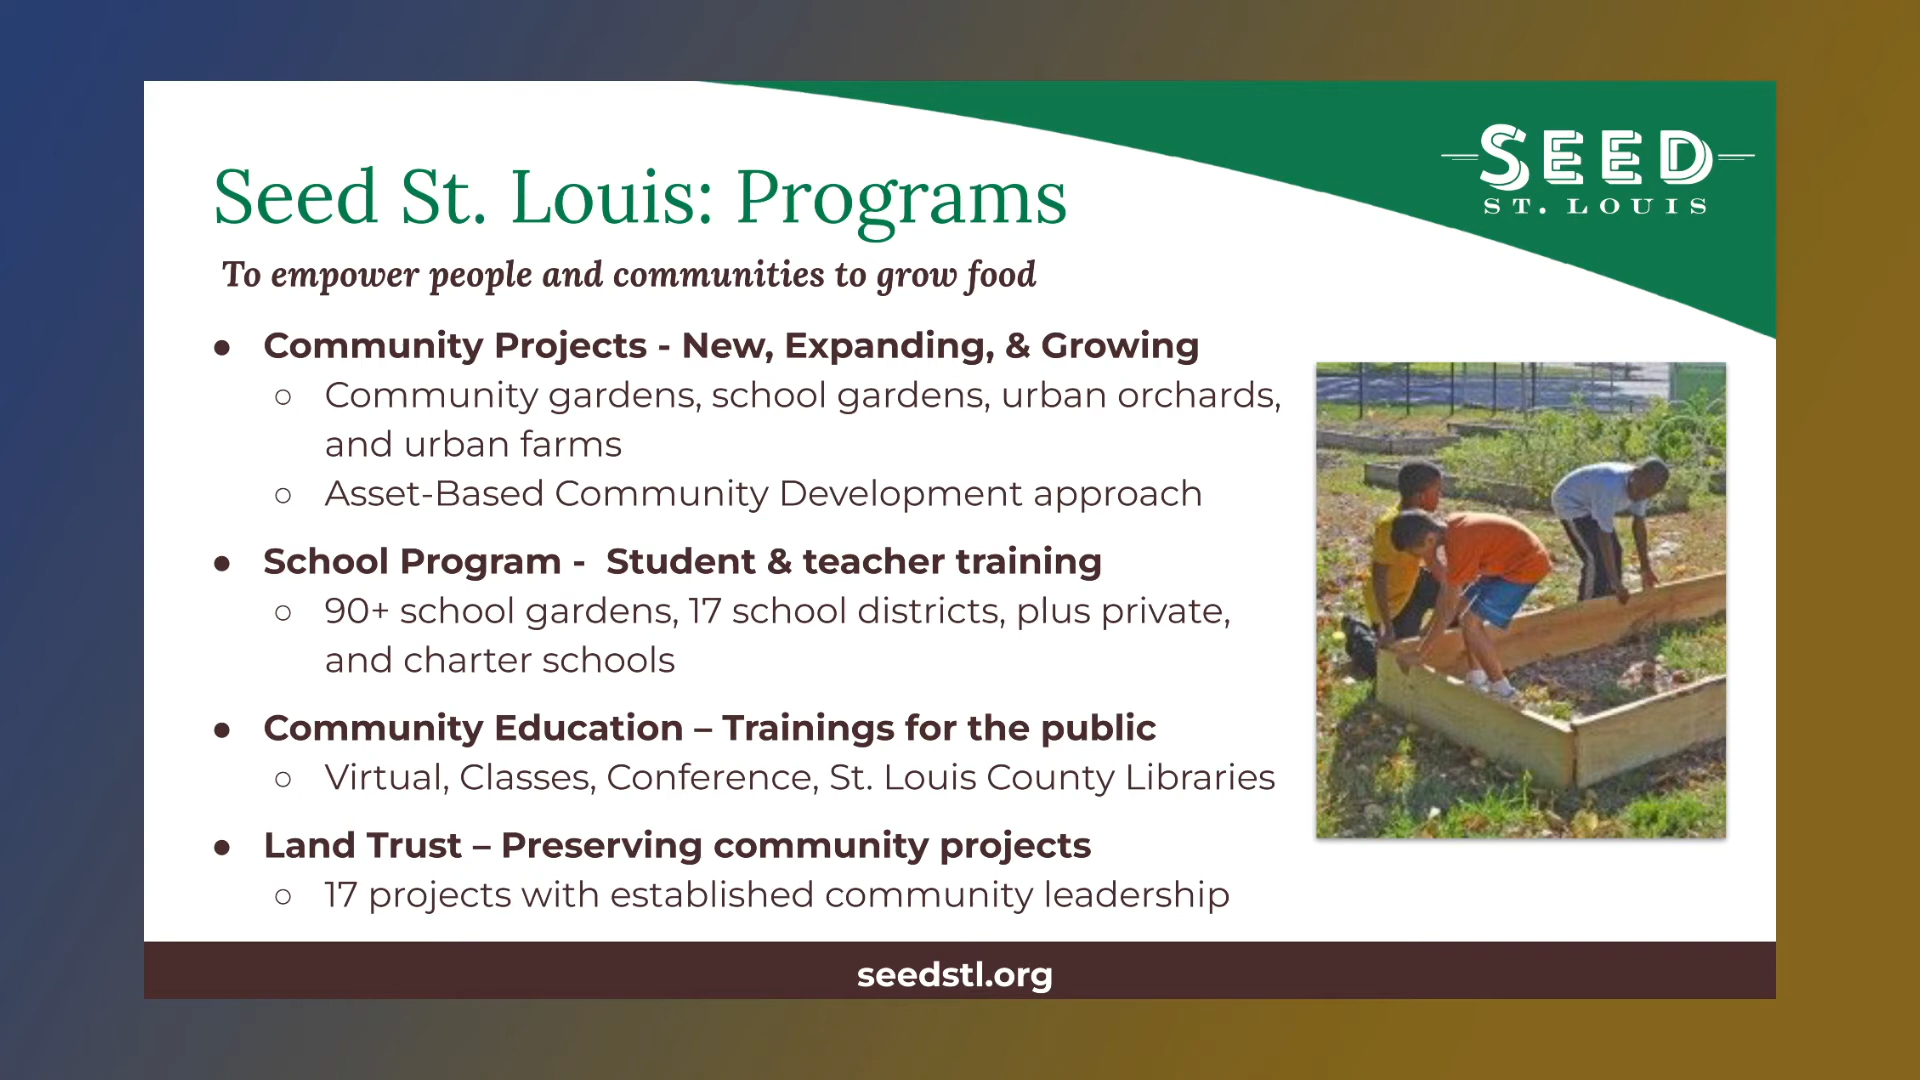 SEED
ST. LOUIS
Seed St. Louis: Programs
To empower people and communities to grow food
● Community Projects - New, Expanding, & Growing
○ Community gardens, school gardens, urban orchards,
and urban farms
○ Asset-Based Community Development approach
● School Program -  Student & teacher training
○ 90+ school gardens, 17 school districts, plus private,
and charter schools
● Community Education – Trainings for the public
○ Virtual, Classes, Conference, St. Louis County Libraries
● Land Trust – Preserving community projects
○ 17 projects with established community leadership
seedstl.org